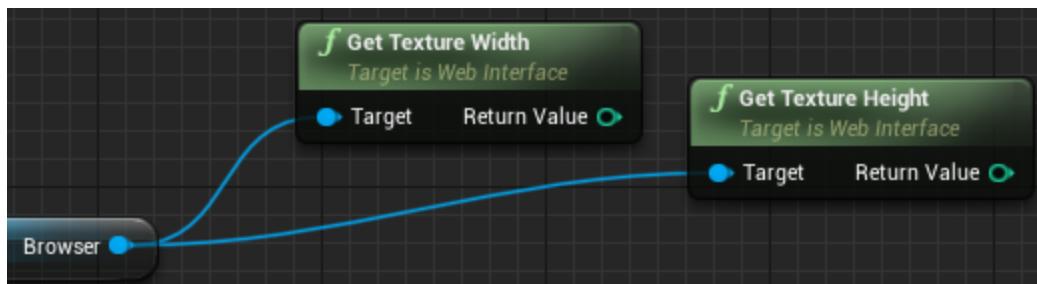 Get Texture Width
Target is Web Interface
Target
Return Value
Get Texture Height
Target is Web Interface
Target
Return Value
Browser